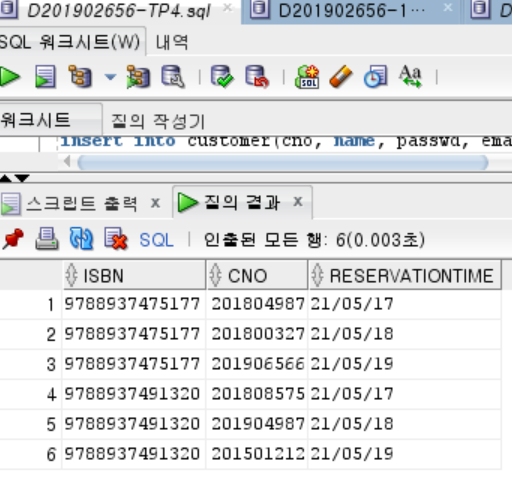 D201902656-TP4.sql × D201902656-1··· × D
SQL 워크시트(W) 내역
워크시트 질의 작성기
insert into customer(cno, name, passwd, ema
스크립트 출력 × 질의 결과 ×
SQL | 인출된 모든 행: 6(0.003초)
ISBN CNO RESERVATIONTIME
1 9788937475177 201804987 21/05/17
2 9788937475177 201800327 21/05/18
3 9788937475177 201906566 21/05/19
4 9788937491320 201808575 21/05/17
5 9788937491320 201904987 21/05/18
6 9788937491320 201501212 21/05/19